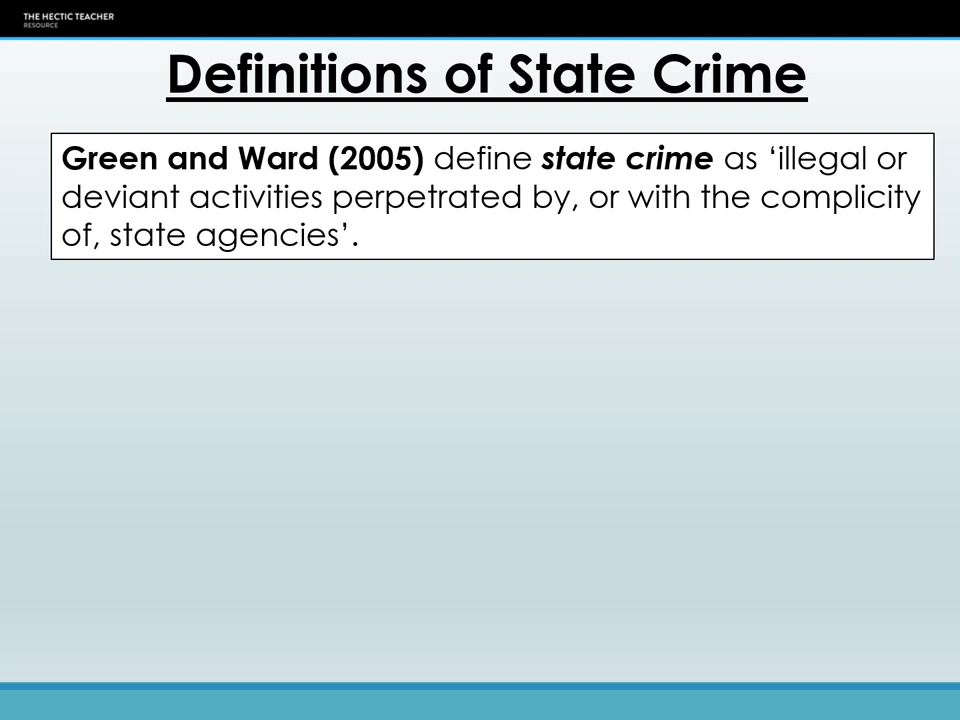 THE HECTIC TEACHER
RESOURCE
Definitions of State Crime
Green and Ward (2005) define state crime as ‘illegal or
deviant activities perpetrated by, or with the complicity
of, state agencies’.